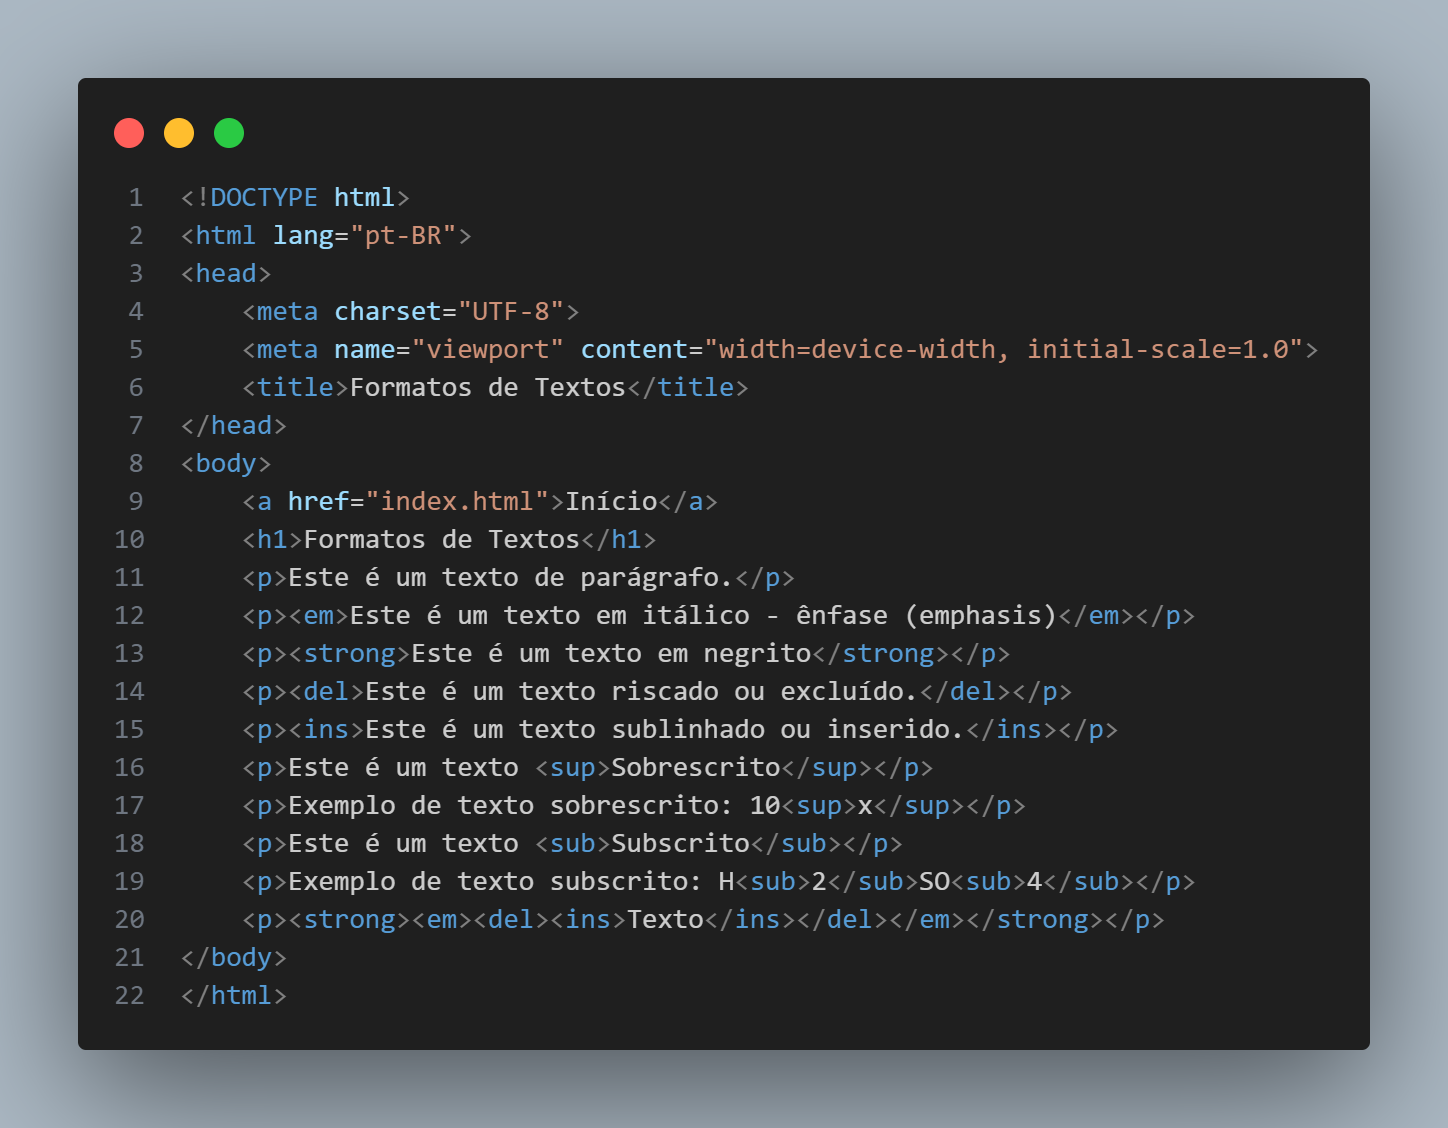 1 <!DOCTYPE html>
2 <html lang="pt-BR">
3 <head>
4     <meta charset="UTF-8">
5     <meta name="viewport" content="width=device-width, initial-scale=1.0">
6     <title>Formatos de Textos</title>
7 </head>
8 <body>
9     <a href="index.html">Início</a>
10     <h1>Formatos de Textos</h1>
11     <p>Este é um texto de parágrafo.</p>
12     <p><em>Este é um texto em itálico - ênfase (emphasis)</em></p>
13     <p><strong>Este é um texto em negrito</strong></p>
14     <p><del>Este é um texto riscado ou excluído.</del></p>
15     <p><ins>Este é um texto sublinhado ou inserido.</ins></p>
16     <p>Este é um texto <sup>Sobrescrito</sup></p>
17     <p>Exemplo de texto sobrescrito: 10<sup>x</sup></p>
18     <p>Este é um texto <sub>Subscrito</sub></p>
19     <p>Exemplo de texto subscrito: H<sub>2</sub>SO<sub>4</sub></p>
20     <p><strong><em><del><ins>Texto</ins></del></em></strong></p>
21 </body>
22 </html>